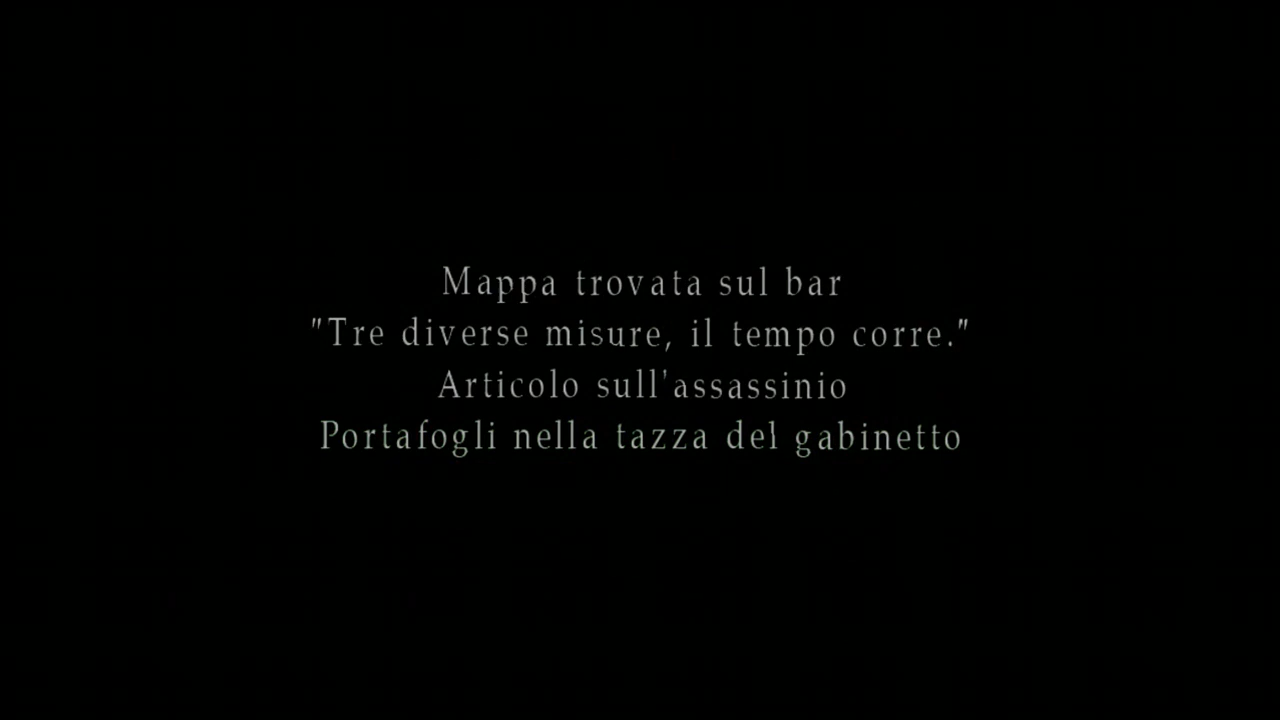 Mappa trovata sul bar
"Tre diverse misure, il tempo corre."
Articolo sull'assassinio
Portafogli nella tazza del gabinetto